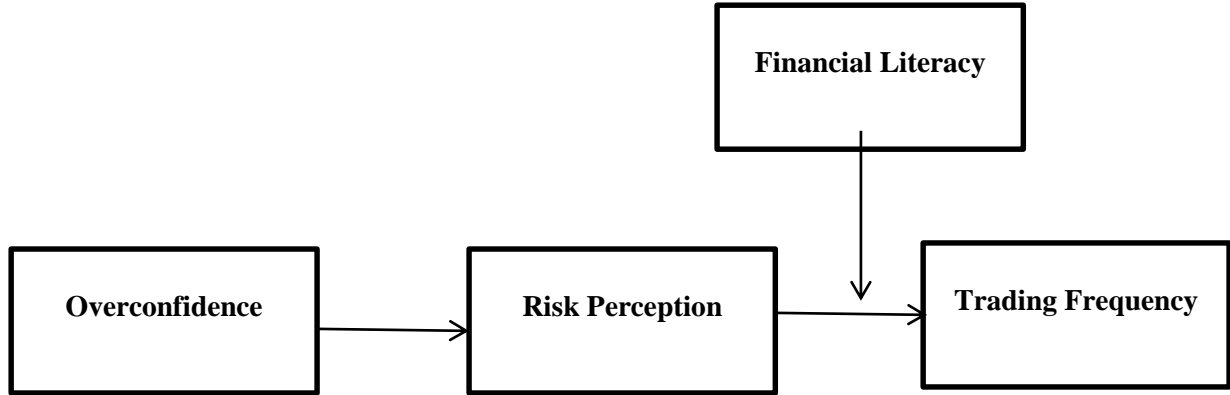 Financial Literacy
Overconfidence
Risk Perception
Trading Frequency